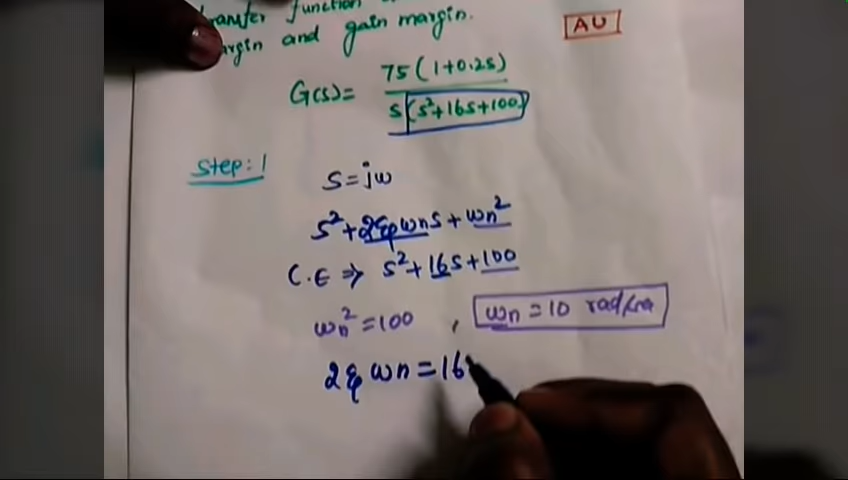 transfer function
margin and gain margin.
AU
G(s)= 75(1+0.2s)
s(s²+16s+100)
Step:1
s=jω
s²+2ξωns+ωn²
C.E ⇒ s²+16s+100
ωn²=100 , ωn=10 rad/sec
2ξωn=16